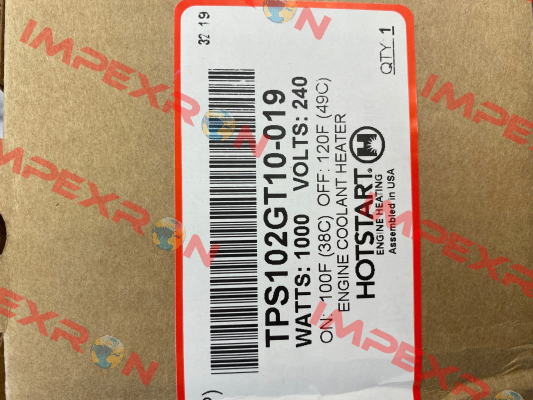 32 19
TPS102GT10-019
WATTS: 1000 VOLTS: 240
ON: 100F (38C) OFF: 120F (49C)
ENGINE COOLANT HEATER
HOTSTART®
ENGINE HEATING
Assembled in USA
QTY 1
IMPEXRON
IMPEXRON
IMPEXRON
IMPEXRON
IMPEXRON